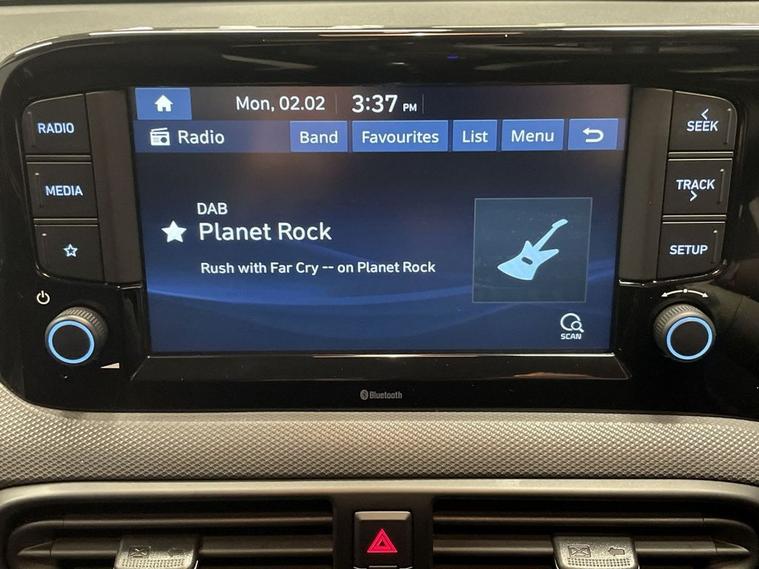 Mon, 02.02 3:37 PM
RADIO
SEEK
Radio Band Favourites List Menu
MEDIA
TRACK
DAB
Planet Rock
SETUP
Rush with Far Cry -- on Planet Rock
SCAN
Bluetooth